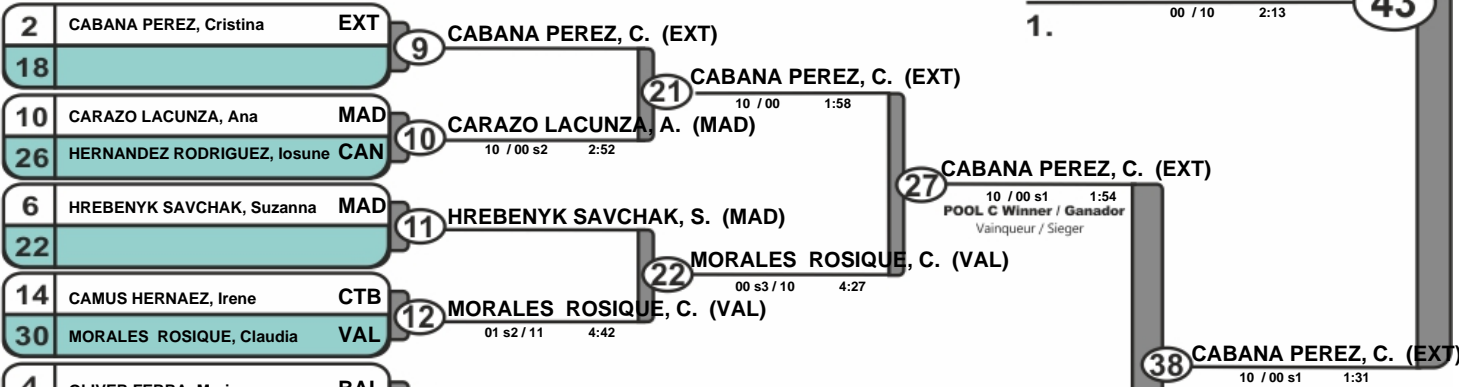 2 CABANA PEREZ, Cristina EXT
18
9 CABANA PEREZ, C. (EXT)
10 CARAZO LACUNZA, Ana MAD
26 HERNANDEZ RODRIGUEZ, Iosune CAN
10 CARAZO LACUNZA, A. (MAD)
10 / 00 s2 2:52
6 HREBENYK SAVCHAK, Suzanna MAD
22
11 HREBENYK SAVCHAK, S. (MAD)
14 CAMUS HERNAEZ, Irene CTB
30 MORALES ROSIQUE, Claudia VAL
12 MORALES ROSIQUE, C. (VAL)
01 s2 / 11 4:42
21 CABANA PEREZ, C. (EXT)
10 / 00 1:58
22 MORALES ROSIQUE, C. (VAL)
00 s3 / 10 4:27
27 CABANA PEREZ, C. (EXT)
10 / 00 s1 1:54
POOL C Winner / Ganador
Vainqueur / Sieger
00 / 10 2:13
1.
43
38 CABANA PEREZ, C. (EXT)
10 / 00 s1 1:31